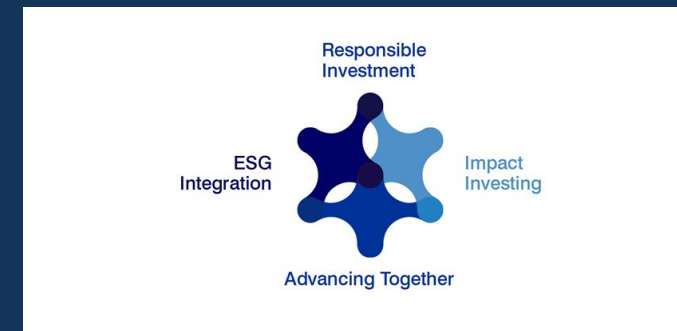 Responsible
Investment
ESG
Integration
Impact
Investing
Advancing Together